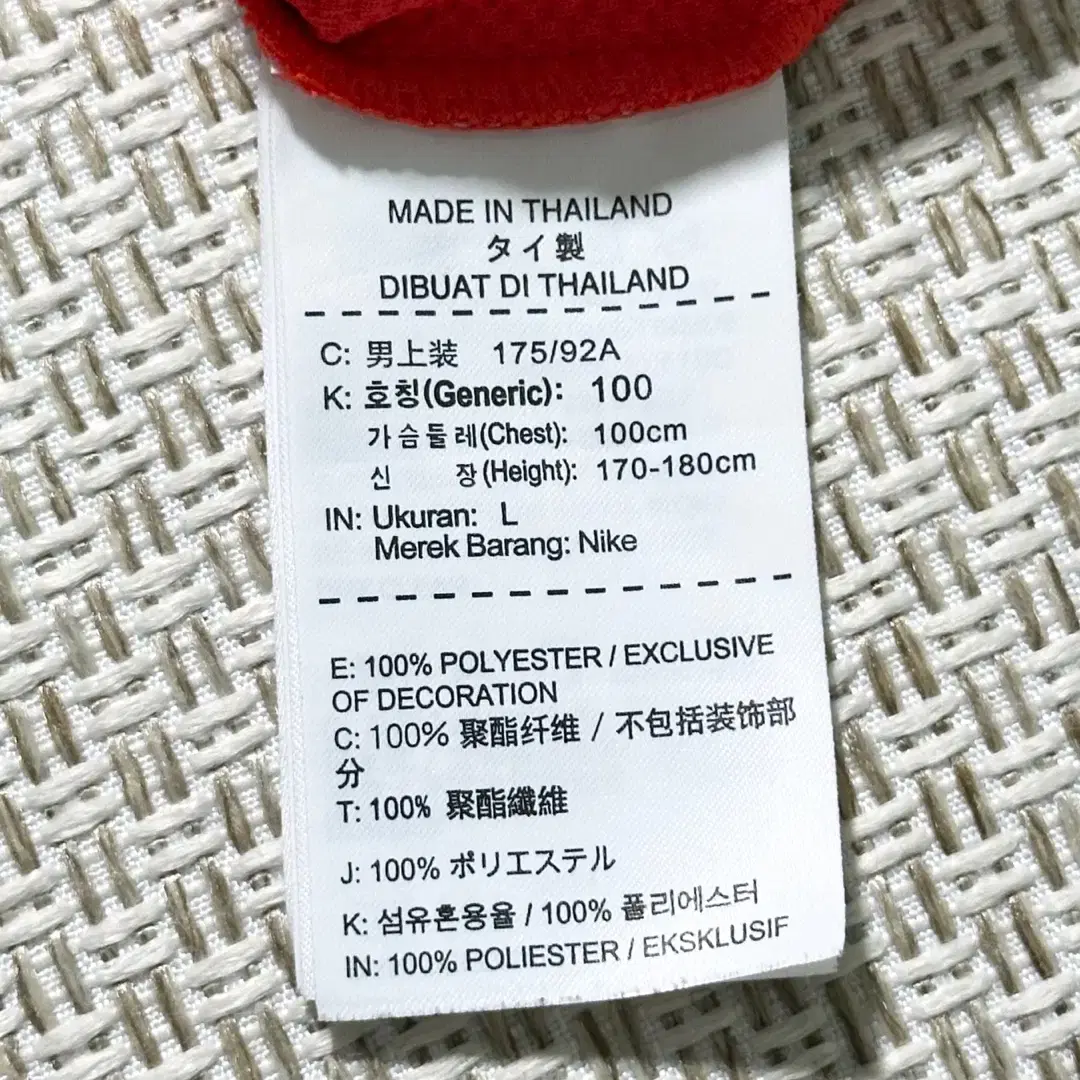 MADE IN THAILAND
タイ製
DIBUAT DI THAILAND
C: 男上装 175/92A
K: 호칭(Generic): 100
가슴둘레(Chest): 100cm
신 장(Height): 170-180cm
IN: Ukuran: L
Merek Barang: Nike
E: 100% POLYESTER / EXCLUSIVE
OF DECORATION
C: 100% 聚酯纤维 / 不包括装饰部
分
T: 100% 聚酯纖維
J: 100% ポリエステル
K: 섬유혼용율 / 100% 폴리에스터
IN: 100% POLIESTER / EKSKLUSIF